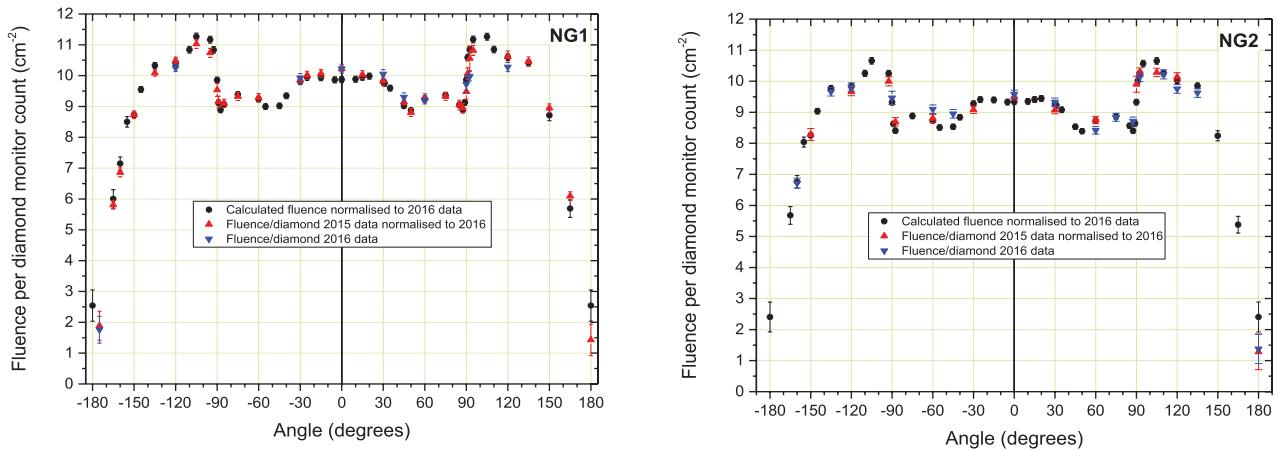 NG1
12
11
10
9
8
7
6
5
4
3
2
1
0
Fluence per diamond monitor count (cm-2)
Calculated fluence normalised to 2016 data
Fluence/diamond 2015 data normalised to 2016
Fluence/diamond 2016 data
-180 -150 -120 -90 -60 -30 0 30 60 90 120 150 180
Angle (degrees)
NG2
12
11
10
9
8
7
6
5
4
3
2
1
0
Fluence per diamond monitor count (cm-2)
Calculated fluence normalised to 2016 data
Fluence/diamond 2015 data normalised to 2016
Fluence/diamond 2016 data
-180 -150 -120 -90 -60 -30 0 30 60 90 120 150 180
Angle (degrees)